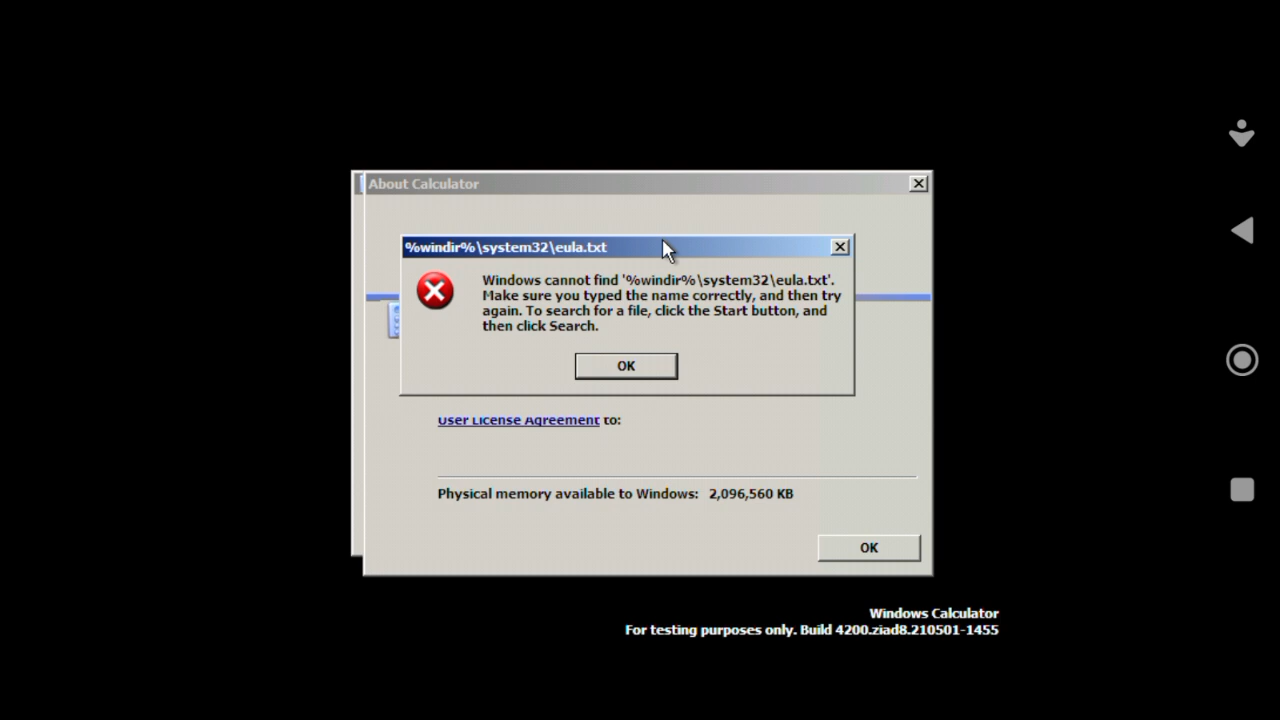 About Calculator
%windir%\system32\eula.txt
Windows cannot find '%windir%\system32\eula.txt'.
Make sure you typed the name correctly, and then try
again. To search for a file, click the Start button, and
then click Search.
OK
User License Agreement to:
Physical memory available to Windows: 2,096,560 KB
OK
Windows Calculator
For testing purposes only. Build 4200.ziad8.210501-1455